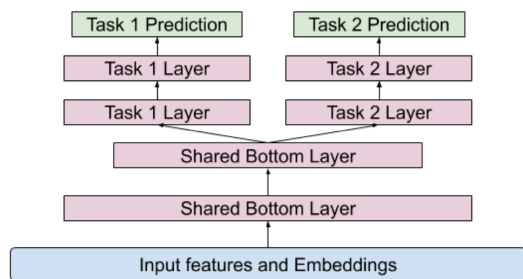 Task 1 Prediction
Task 2 Prediction
Task 1 Layer
Task 2 Layer
Task 1 Layer
Task 2 Layer
Shared Bottom Layer
Shared Bottom Layer
Input features and Embeddings